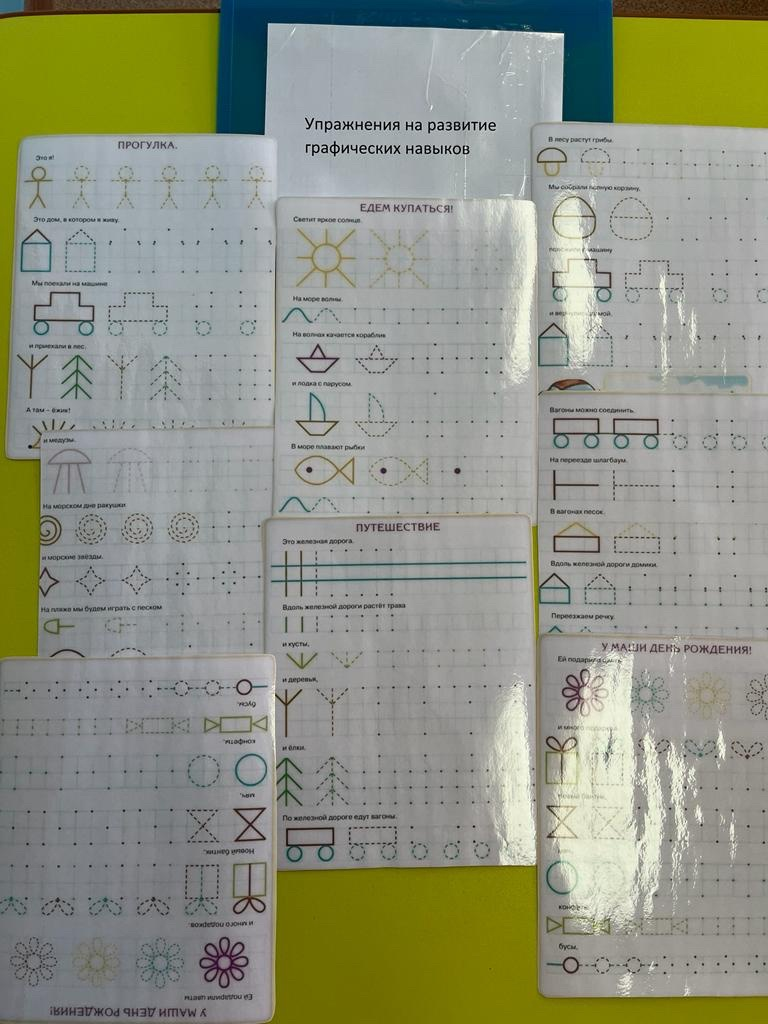 Упражнения на развитие
графических навыков
ПРОГУЛКА.
Это я!
Это дом, в котором я живу.
Мы поехали на машине
и приехали в лес.
А там – ёжик!
ЕДЕМ КУПАТЬСЯ!
Светит яркое солнце.
На море волны.
На волнах качается кораблик
и лодка с парусом.
В море плавают рыбки
В лесу растут грибы.
Мы собрали полную корзину,
машину
и мой.
и медузы.
На морском дне ракушки
и морские звёзды.
На пляже мы будем играть с песком
ПУТЕШЕСТВИЕ
Это железная дорога.
Вдоль железной дороги растёт трава
и кусты,
и деревья,
и ёлки.
По железной дороге едут вагоны.
Вагоны можно соединить.
На переезде шлагбаум.
В вагонах песок.
Вдоль железной дороги домики.
Переезжаем речку.
У МАШИ ДЕНЬ РОЖДЕНИЯ!
Ей подарили цветы
и много подарков.
Новый бантик.
мяч,
конфеты,
бусы.
У МАШИ ДЕНЬ РОЖДЕНИЯ!
Ей подарили
и много
Новый бантик,
конфеты,
бусы,